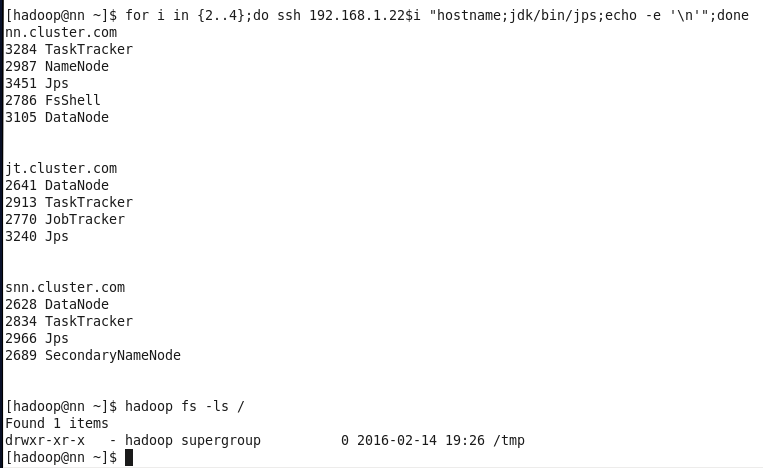 [hadoop@nn ~]$ for i in {2..4};do ssh 192.168.1.22$i "hostname;jdk/bin/jps;echo -e '\n'";done
nn.cluster.com
3284 TaskTracker
2987 NameNode
3451 Jps
2786 FsShell
3105 DataNode
jt.cluster.com
2641 DataNode
2913 TaskTracker
2770 JobTracker
3240 Jps
snn.cluster.com
2628 DataNode
2834 TaskTracker
2966 Jps
2689 SecondaryNameNode
[hadoop@nn ~]$ hadoop fs -ls /
Found 1 items
drwxr-xr-x   - hadoop supergroup          0 2016-02-14 19:26 /tmp
[hadoop@nn ~]$